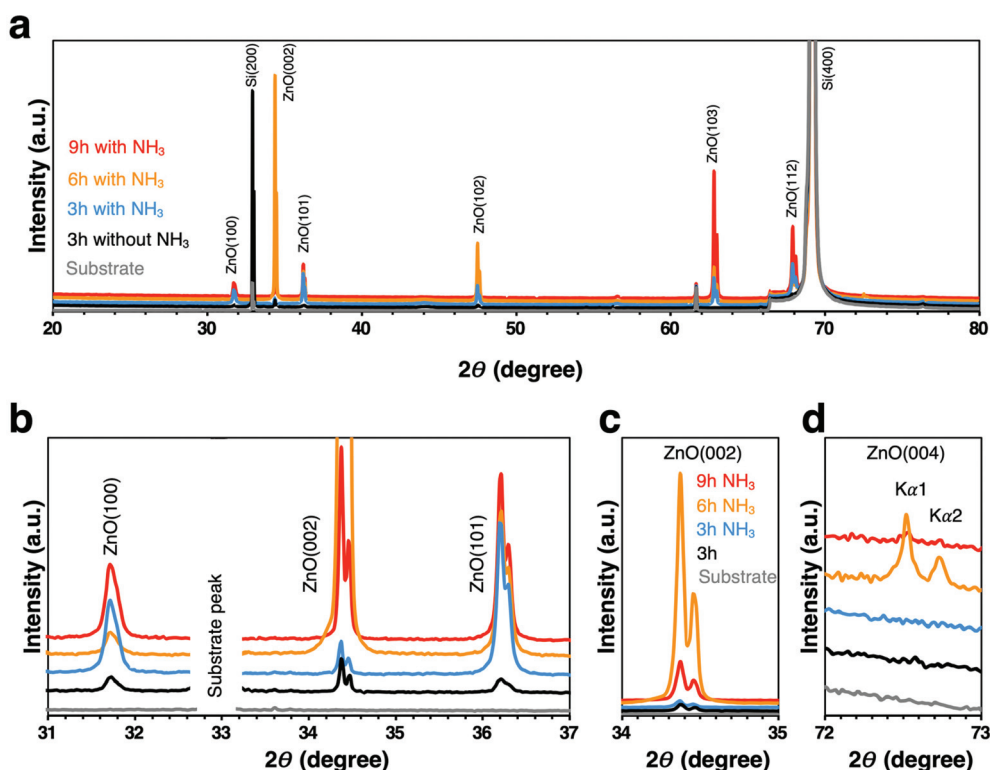 a
Intensity (a.u.)
9h with NH₃
6h with NH₃
3h with NH₃
3h without NH₃
Substrate
ZnO(100)
Si(200)
ZnO(002)
ZnO(101)
ZnO(102)
ZnO(103)
ZnO(112)
Si(400)
20 30 40 50 60 70 80
2θ (degree)
b
Intensity (a.u.)
ZnO(100)
Substrate peak
ZnO(002)
ZnO(101)
31 32 33 34 35 36 37
2θ (degree)
c
Intensity (a.u.)
ZnO(002)
9h NH₃
6h NH₃
3h NH₃
3h
Substrate
34 35
2θ (degree)
d
Intensity (a.u.)
ZnO(004)
Kα1
Kα2
72 73
2θ (degree)